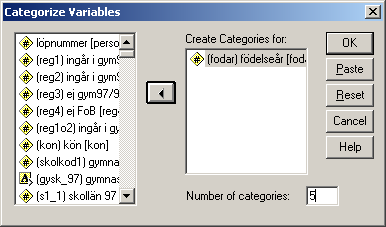 Categorize Variables
löpnummer [perso
(reg1) ingår i gym9
(reg2) ingår i gym
(reg3) ej gym97/9
(reg4) ej FoB [reg
(reg1o2) ingår i gy
(kon) kön [kon]
(skolkod1) gymna
(gysk_97) gymnas
(s1_1) skollän 97
Create Categories for:
(fodar) födelseår [foda
Number of categories: 5
OK
Paste
Reset
Cancel
Help